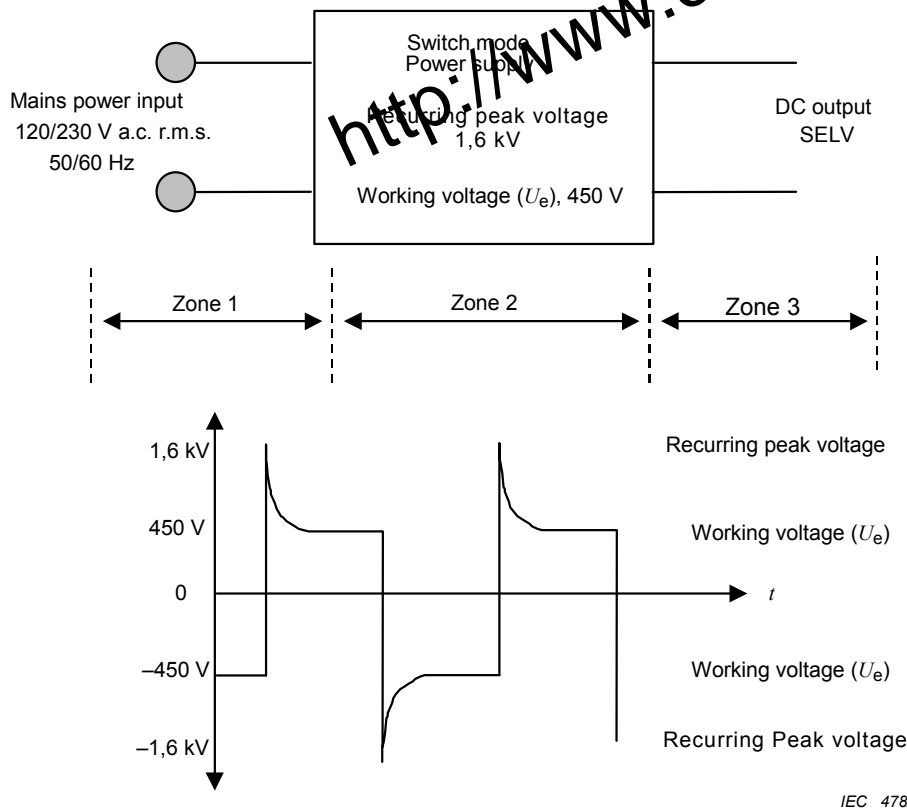 http://www.
Switch mode
Power supply
Mains power input
120/230 V a.c. r.m.s.
50/60 Hz
Recurring peak voltage
1,6 kV
Working voltage (Ue), 450 V
DC output
SELV
Zone 1
Zone 2
Zone 3
1,6 kV
Recurring peak voltage
450 V
Working voltage (Ue)
0
t
–450 V
Working voltage (Ue)
–1,6 kV
Recurring Peak voltage
IEC 478